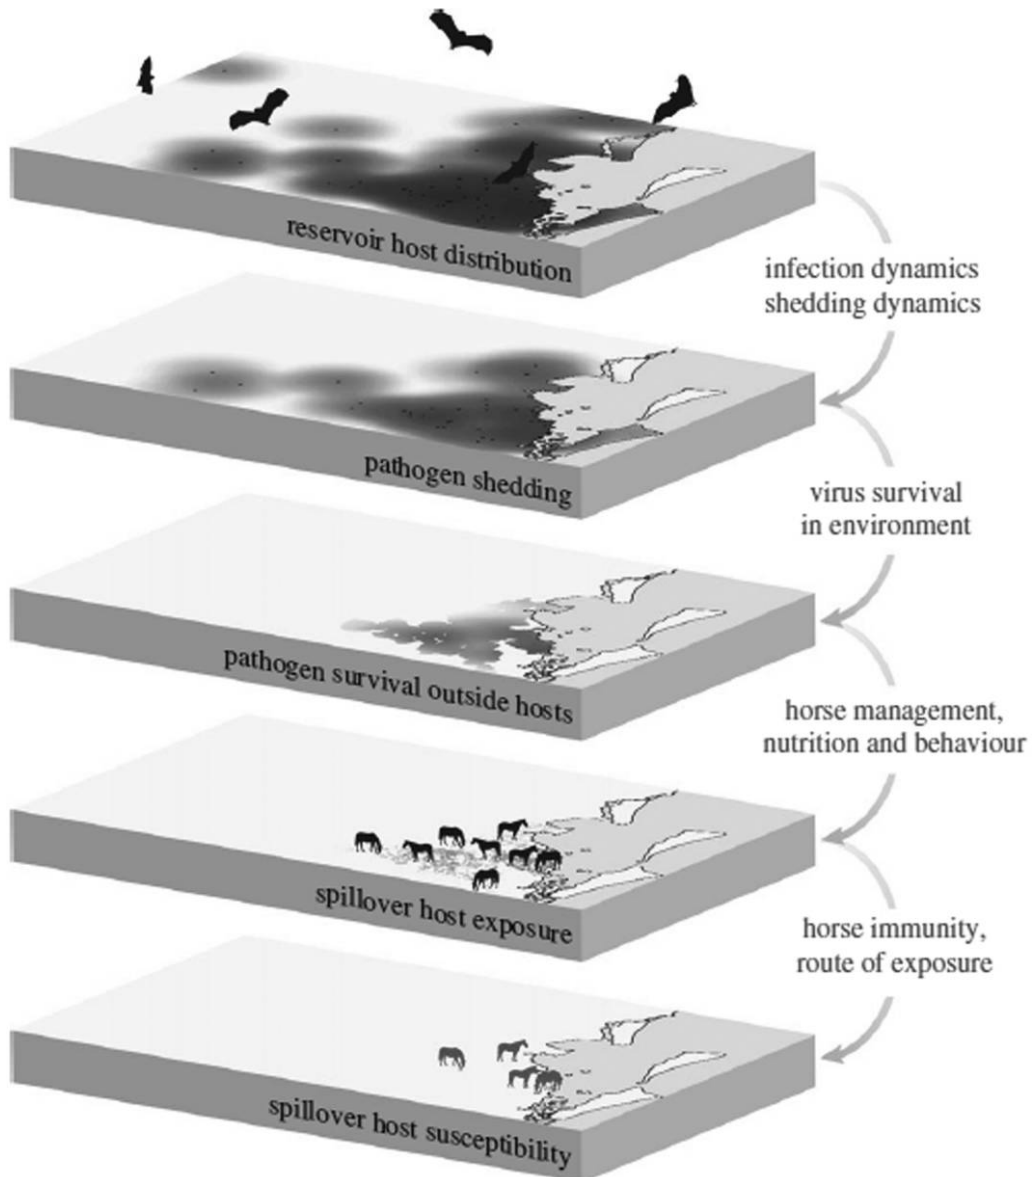 reservoir host distribution
infection dynamics
shedding dynamics
pathogen shedding
virus survival
in environment
pathogen survival outside hosts
horse management,
nutrition and behaviour
spillover host exposure
horse immunity,
route of exposure
spillover host susceptibility